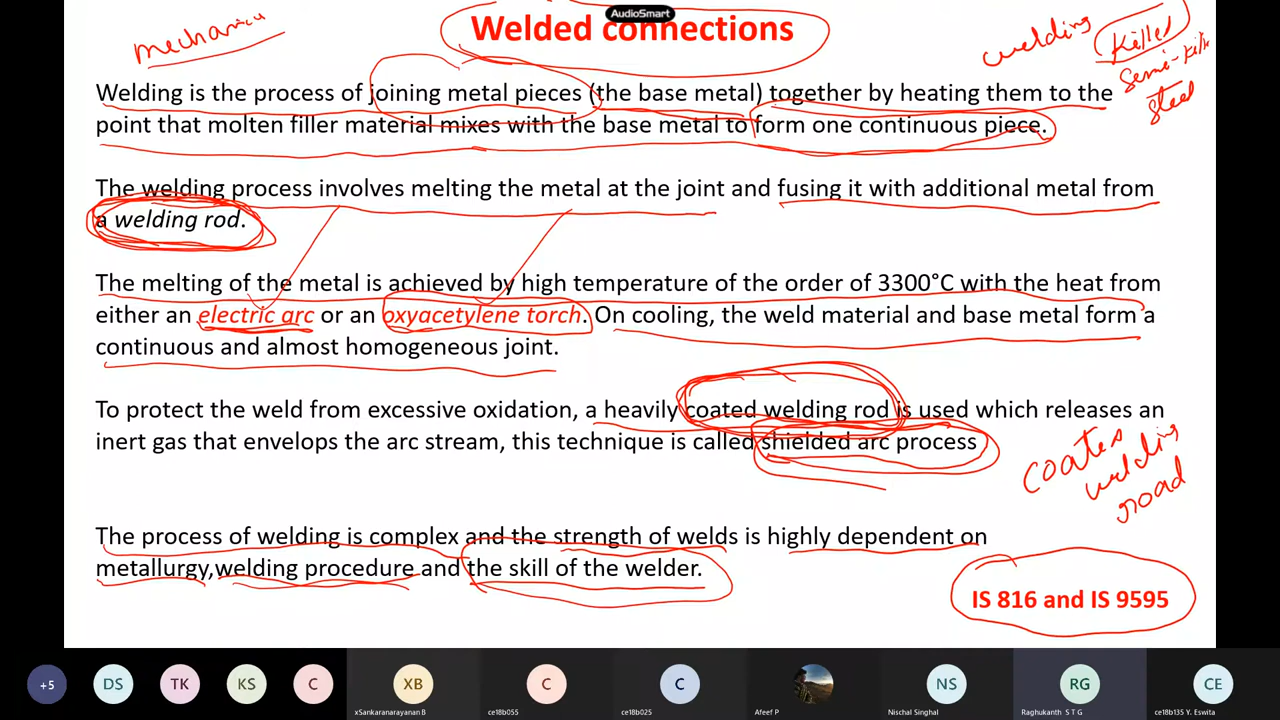 AudioSmart
Welded connections
mechanical
welding
Killed
Semi-Kille
steel
Welding is the process of joining metal pieces (the base metal) together by heating them to the
point that molten filler material mixes with the base metal to form one continuous piece.
The welding process involves melting the metal at the joint and fusing it with additional metal from
a welding rod.
The melting of the metal is achieved by high temperature of the order of 3300°C with the heat from
either an electric arc or an oxyacetylene torch. On cooling, the weld material and base metal form a
continuous and almost homogeneous joint.
To protect the weld from excessive oxidation, a heavily coated welding rod is used which releases an
inert gas that envelops the arc stream, this technique is called shielded arc process
coates
welding
road
The process of welding is complex and the strength of welds is highly dependent on
metallurgy,welding procedure and the skill of the welder.
IS 816 and IS 9595
+5 DS TK KS C XB C C NS RG CE
xSankaranarayanan B ce18b055 ce18b025 Afeef P Nischal Singhal Raghukanth S T G ce18b135 Y. Eswita